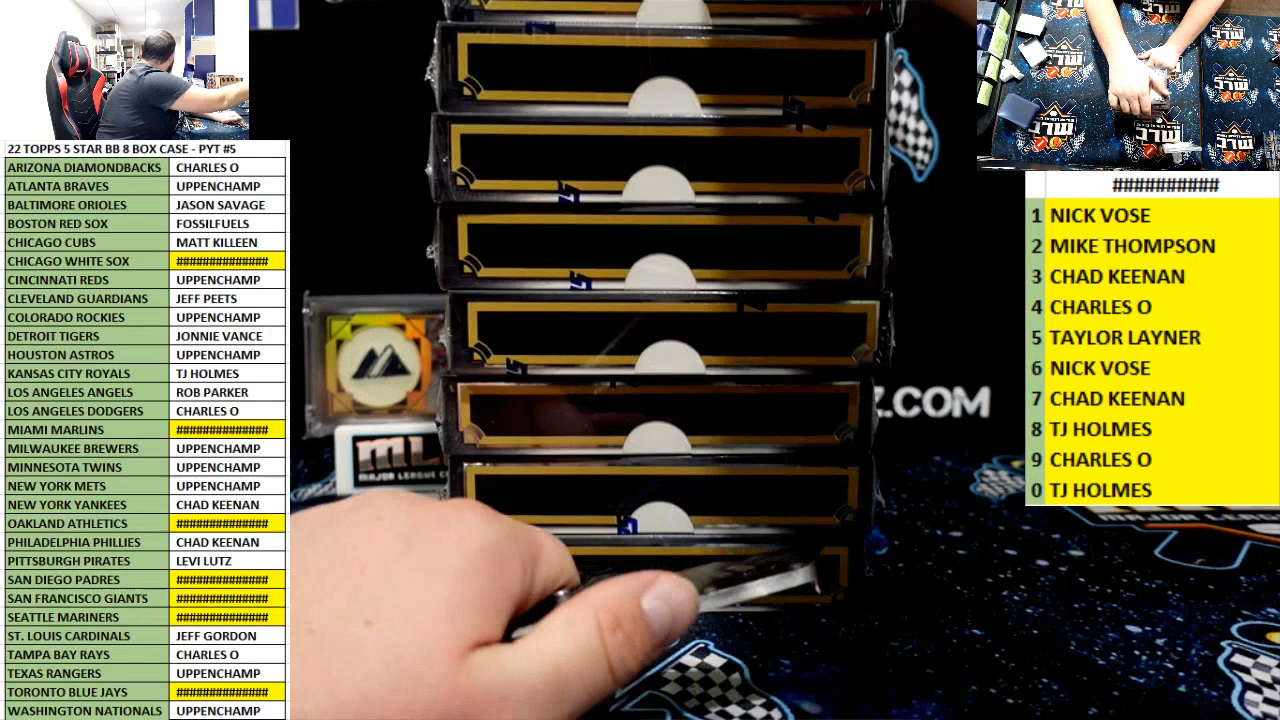 22 TOPPS 5 STAR BB 8 BOX CASE - PYT #5
ARIZONA DIAMONDBACKS CHARLES O
ATLANTA BRAVES UPPENCHAMP
BALTIMORE ORIOLES JASON SAVAGE
BOSTON RED SOX FOSSILFUELS
CHICAGO CUBS MATT KILLEEN
CHICAGO WHITE SOX ##############
CINCINNATI REDS UPPENCHAMP
CLEVELAND GUARDIANS JEFF PEETS
COLORADO ROCKIES UPPENCHAMP
DETROIT TIGERS JONNIE VANCE
HOUSTON ASTROS UPPENCHAMP
KANSAS CITY ROYALS TJ HOLMES
LOS ANGELES ANGELS ROB PARKER
LOS ANGELES DODGERS CHARLES O
MIAMI MARLINS ##############
MILWAUKEE BREWERS UPPENCHAMP
MINNESOTA TWINS UPPENCHAMP
NEW YORK METS UPPENCHAMP
NEW YORK YANKEES CHAD KEENAN
OAKLAND ATHLETICS ##############
PHILADELPHIA PHILLIES CHAD KEENAN
PITTSBURGH PIRATES LEVI LUTZ
SAN DIEGO PADRES ##############
SAN FRANCISCO GIANTS ##############
SEATTLE MARINERS ##############
ST. LOUIS CARDINALS JEFF GORDON
TAMPA BAY RAYS CHARLES O
TEXAS RANGERS UPPENCHAMP
TORONTO BLUE JAYS ##############
WASHINGTON NATIONALS UPPENCHAMP
Z.COM
MAJOR LEAGUE
##########
1 NICK VOSE
2 MIKE THOMPSON
3 CHAD KEENAN
4 CHARLES O
5 TAYLOR LAYNER
6 NICK VOSE
7 CHAD KEENAN
8 TJ HOLMES
9 CHARLES O
0 TJ HOLMES